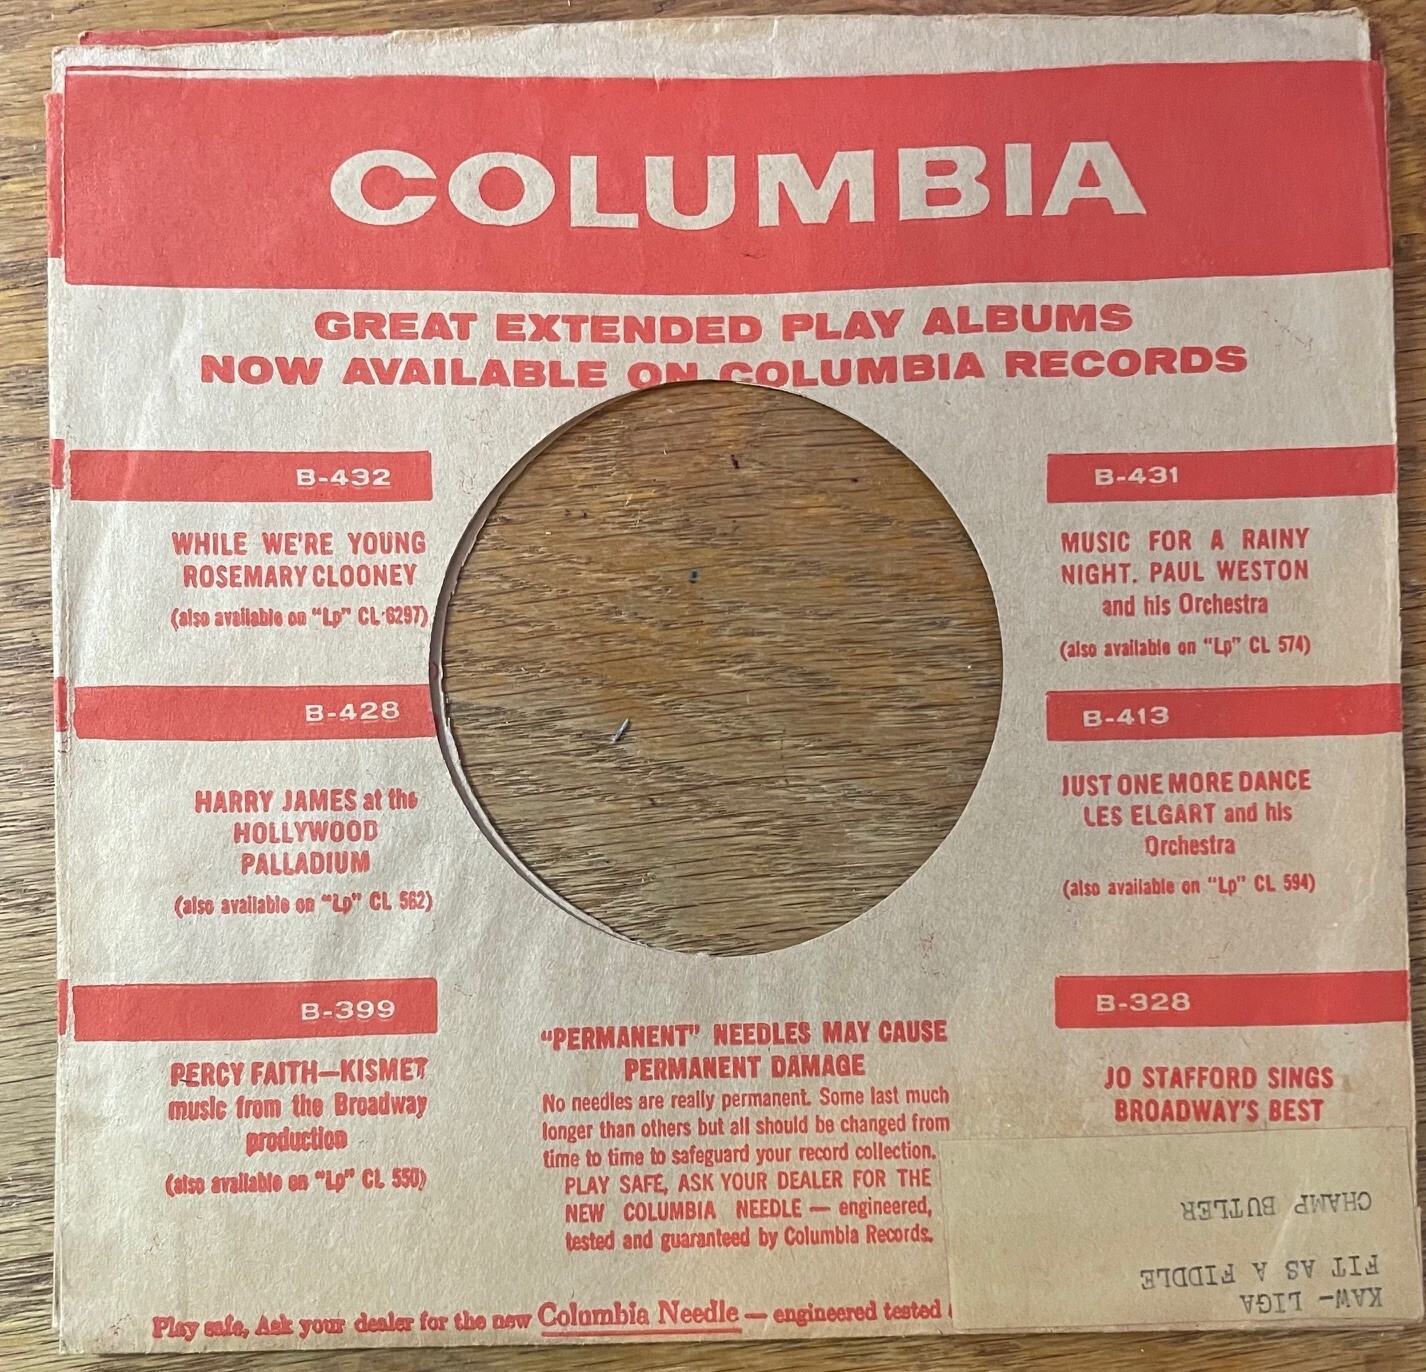 COLUMBIA
GREAT EXTENDED PLAY ALBUMS
NOW AVAILABLE ON COLUMBIA RECORDS
B-432
WHILE WE'RE YOUNG
ROSEMARY CLOONEY
(also available on "Lp" CL 6297)
B-428
HARRY JAMES at the
HOLLYWOOD
PALLADIUM
(also available on "Lp" CL 562)
B-399
PERCY FAITH—KISMET
music from the Broadway
production
(also available on "Lp" CL 550)
B-431
MUSIC FOR A RAINY
NIGHT. PAUL WESTON
and his Orchestra
(also available on "Lp" CL 574)
B-413
JUST ONE MORE DANCE
LES ELGART and his
Orchestra
(also available on "Lp" CL 594)
B-328
JO STAFFORD SINGS
BROADWAY'S BEST
"PERMANENT" NEEDLES MAY CAUSE
PERMANENT DAMAGE
No needles are really permanent. Some last much
longer than others but all should be changed from
time to time to safeguard your record collection.
PLAY SAFE, ASK YOUR DEALER FOR THE
NEW COLUMBIA NEEDLE — engineered,
tested and guaranteed by Columbia Records.
Play safe, Ask your dealer for the new Columbia Needle — engineered tested
KAW- LIGA
FIT AS A FIDDLE
CHAMP BUTLER